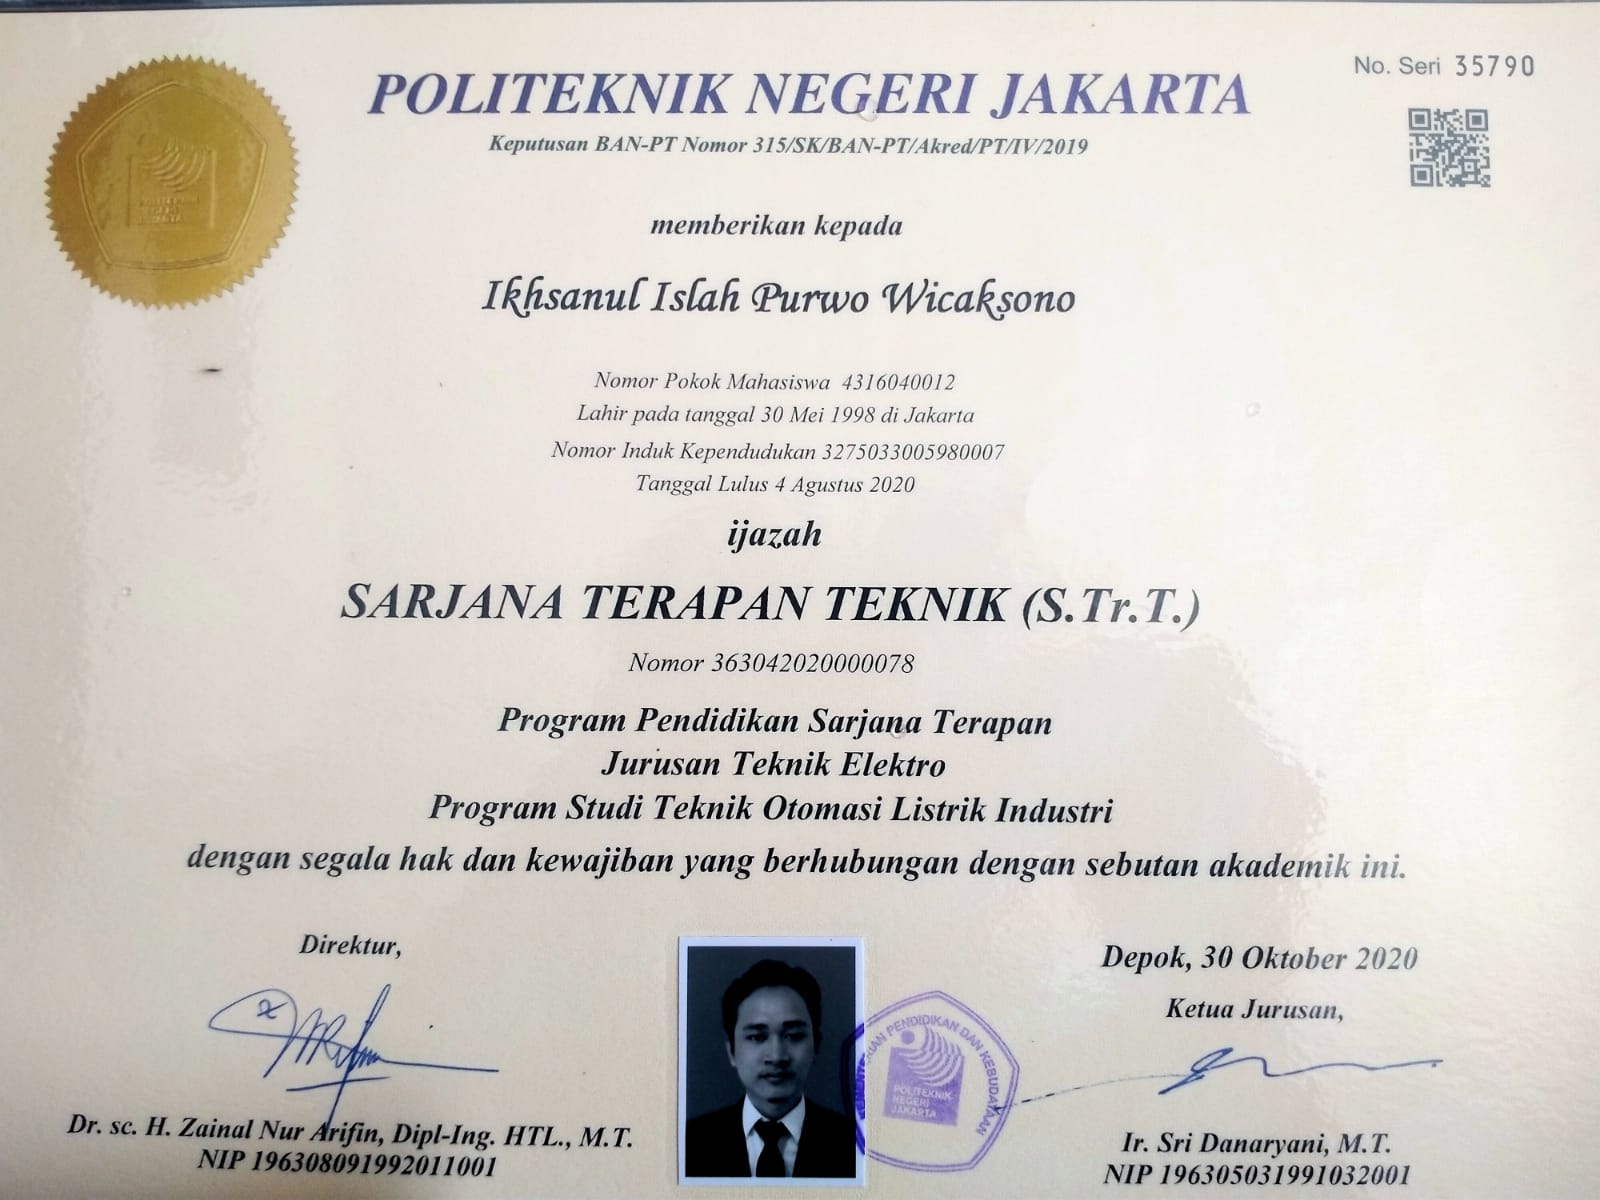 No. Seri 35790
POLITEKNIK NEGERI JAKARTA
Keputusan BAN-PT Nomor 315/SK/BAN-PT/Akred/PT/IV/2019
memberikan kepada
Ikhsanul Islah Purwo Wicaksono
Nomor Pokok Mahasiswa 4316040012
Lahir pada tanggal 30 Mei 1998 di Jakarta
Nomor Induk Kependudukan 3275033005980007
Tanggal Lulus 4 Agustus 2020
ijazah
SARJANA TERAPAN TEKNIK (S.Tr.T.)
Nomor 363042020000078
Program Pendidikan Sarjana Terapan
Jurusan Teknik Elektro
Program Studi Teknik Otomasi Listrik Industri
dengan segala hak dan kewajiban yang berhubungan dengan sebutan akademik ini.
Direktur,
Dr. sc. H. Zainal Nur Arifin, Dipl-Ing. HTL., M.T.
NIP 196308091992011001
PENDIDIKAN DAN KEBUDAYAAN
POLITEKNIK
NEGERI
JAKARTA
Depok, 30 Oktober 2020
Ketua Jurusan,
Ir. Sri Danaryani, M.T.
NIP 196305031991032001